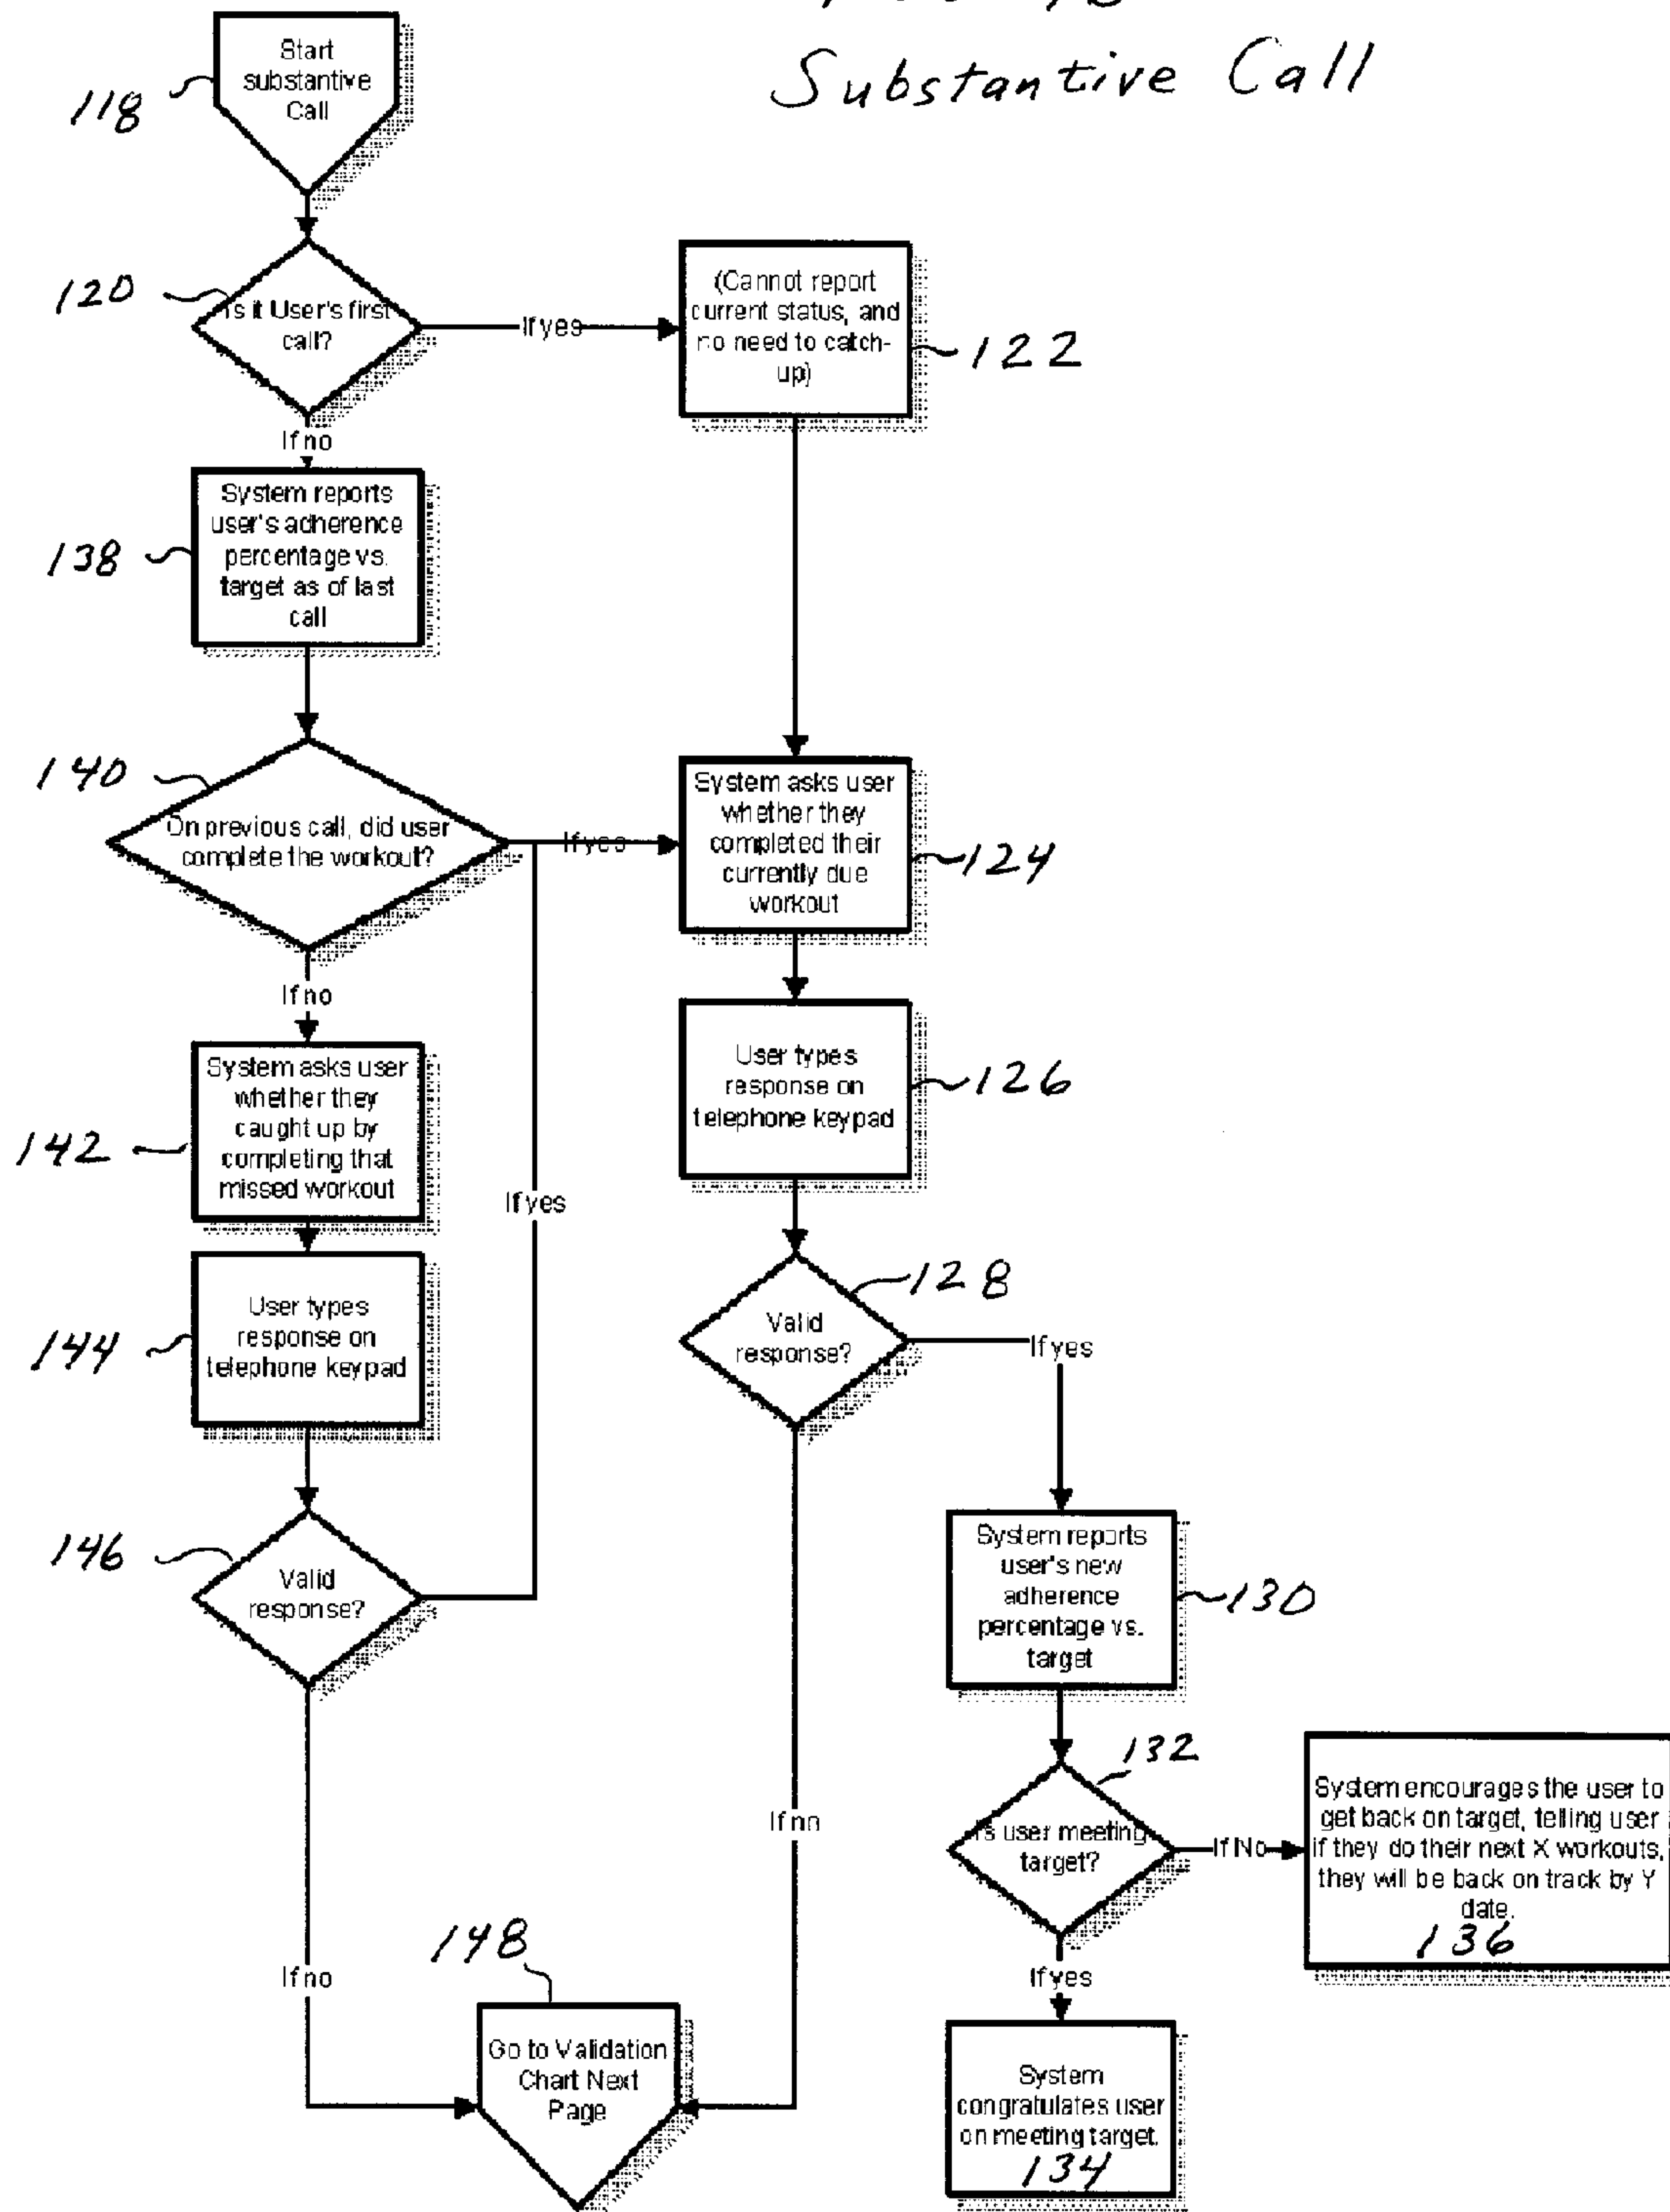 Substantive Call
Start
substantive
Call
118
120
Is it User's first
call?
If yes
(Cannot report
current status, and
no need to catch-
up)
122
If no
138
System reports
user's adherence
percentage vs.
target as of last
call
140
On previous call, did user
complete the workout?
If yes
System asks user
whether they
completed their
currently due
workout
124
If no
142
System asks user
whether they
caught up by
completing that
missed workout
If yes
User types
response on
telephone keypad
126
144
User types
response on
telephone keypad
128
Valid
response?
If yes
146
Valid
response?
System reports
user's new
adherence
percentage vs.
target
130
132
Is user meeting
target?
If No
System encourages the user to
get back on target, telling user
if they do their next X workouts,
they will be back on track by Y
date.
136
If no
If no
148
Go to Validation
Chart Next
Page
If yes
System
congratulates user
on meeting target.
134